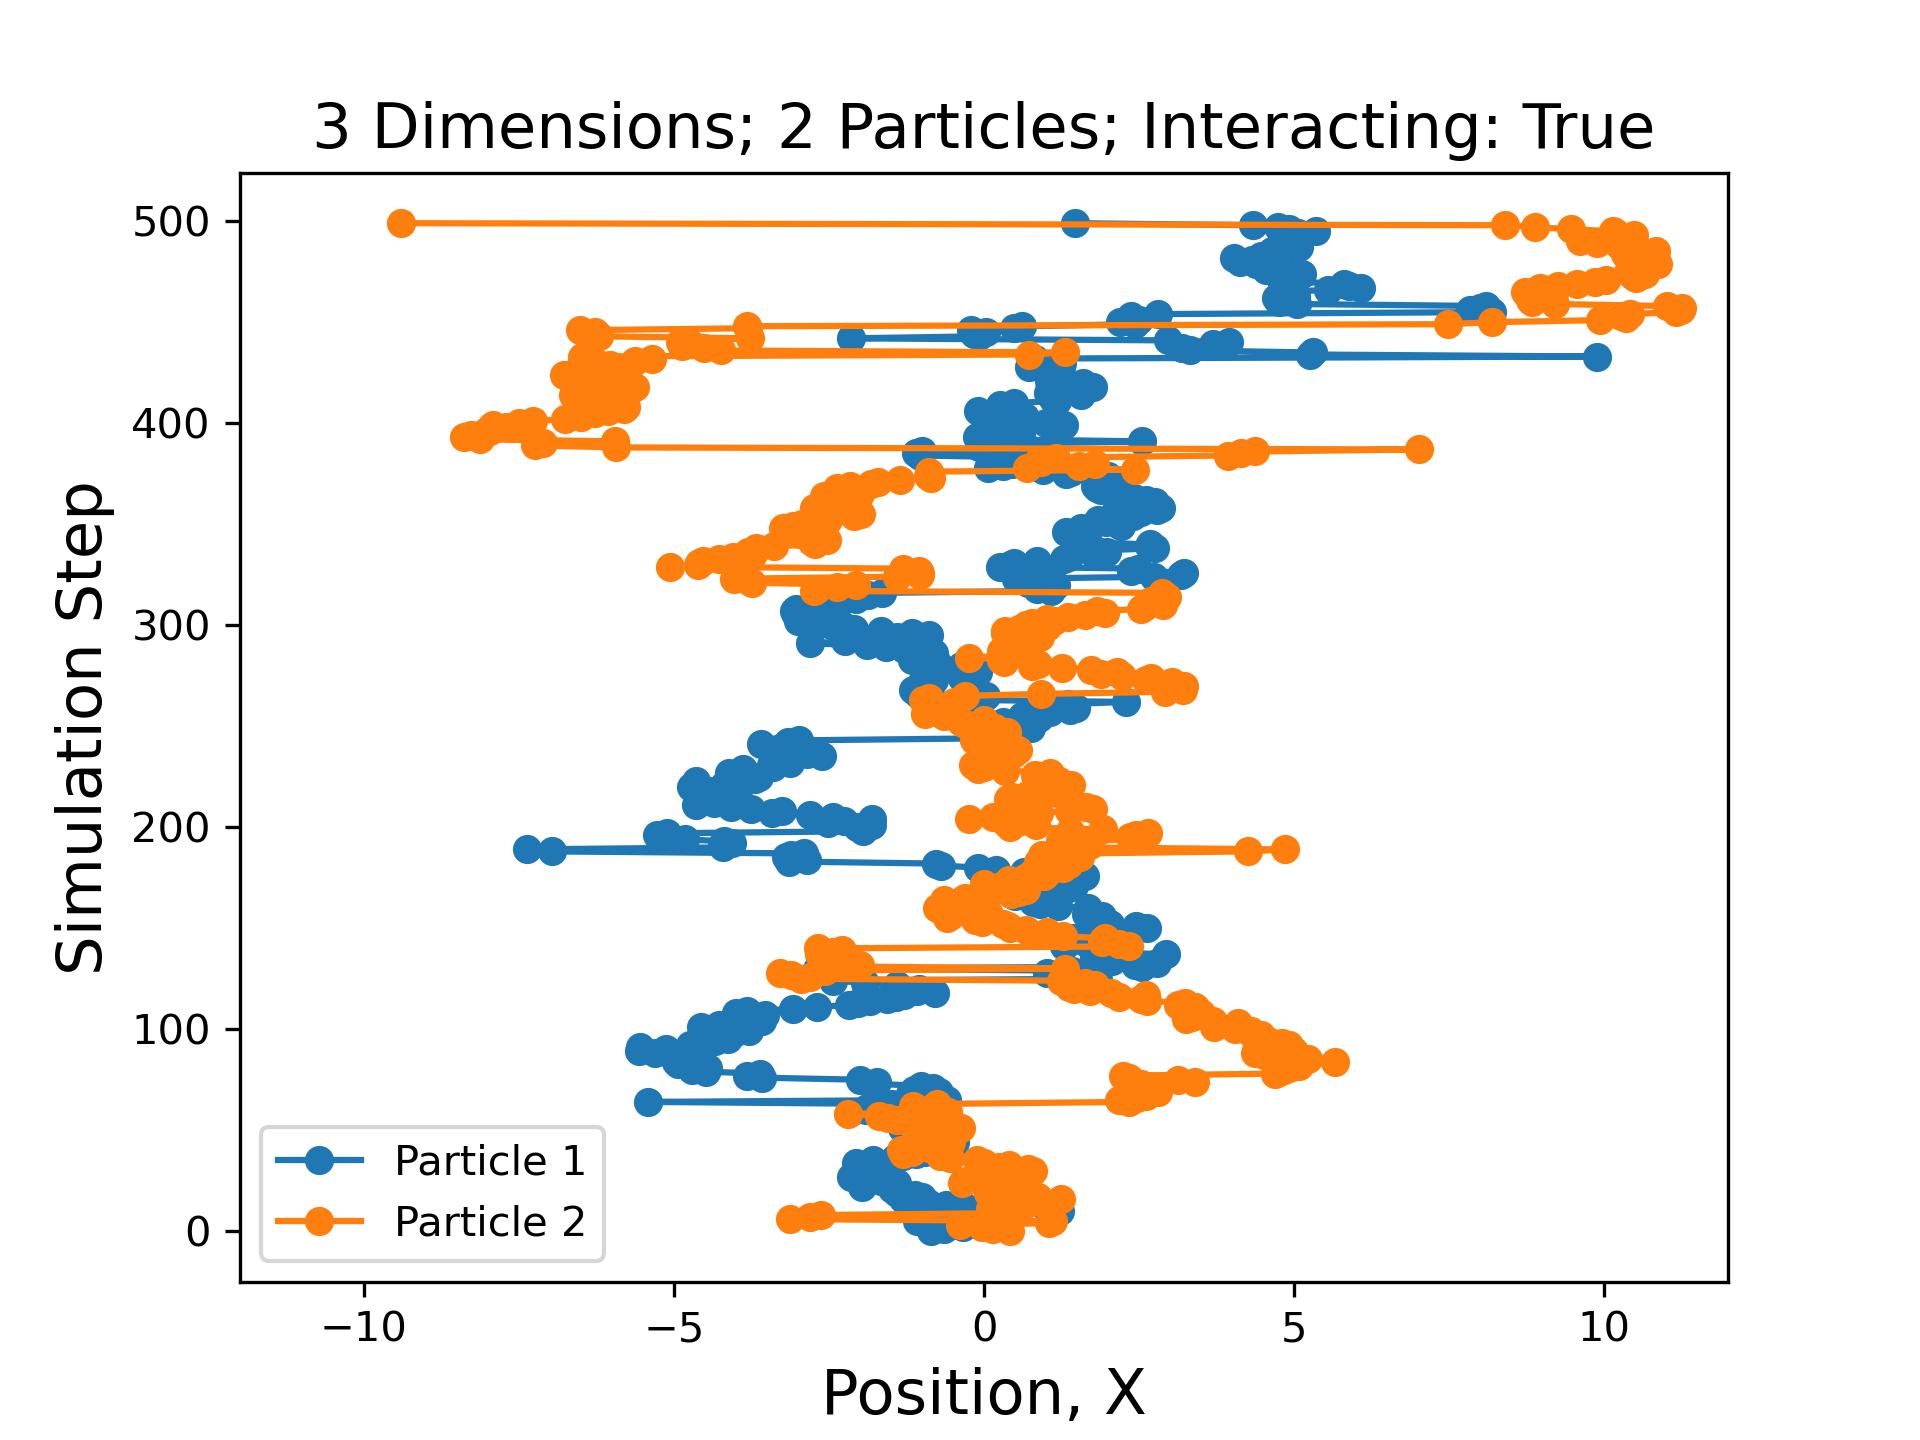 3 Dimensions; 2 Particles; Interacting: True
Simulation Step
500
400
300
200
100
0
Particle 1
Particle 2
−10
−5
0
5
10
Position, X